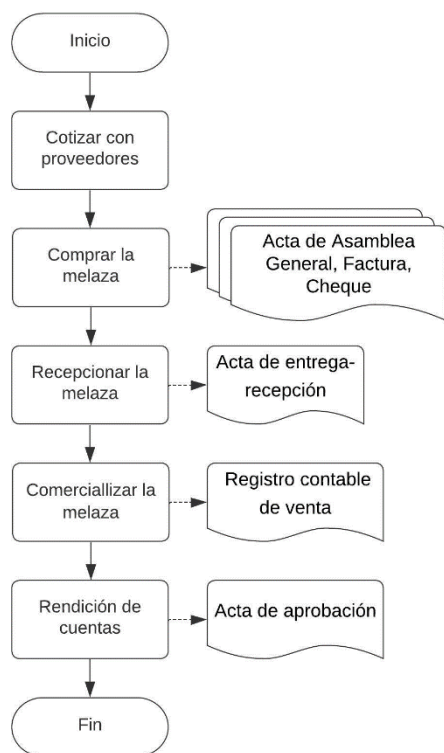 Inicio
Cotizar con
proveedores
Comprar la
melaza
Acta de Asamblea
General, Factura,
Cheque
Recepcionar la
melaza
Acta de entrega-
recepción
Comerciallizar la
melaza
Registro contable
de venta
Rendición de
cuentas
Acta de aprobación
Fin